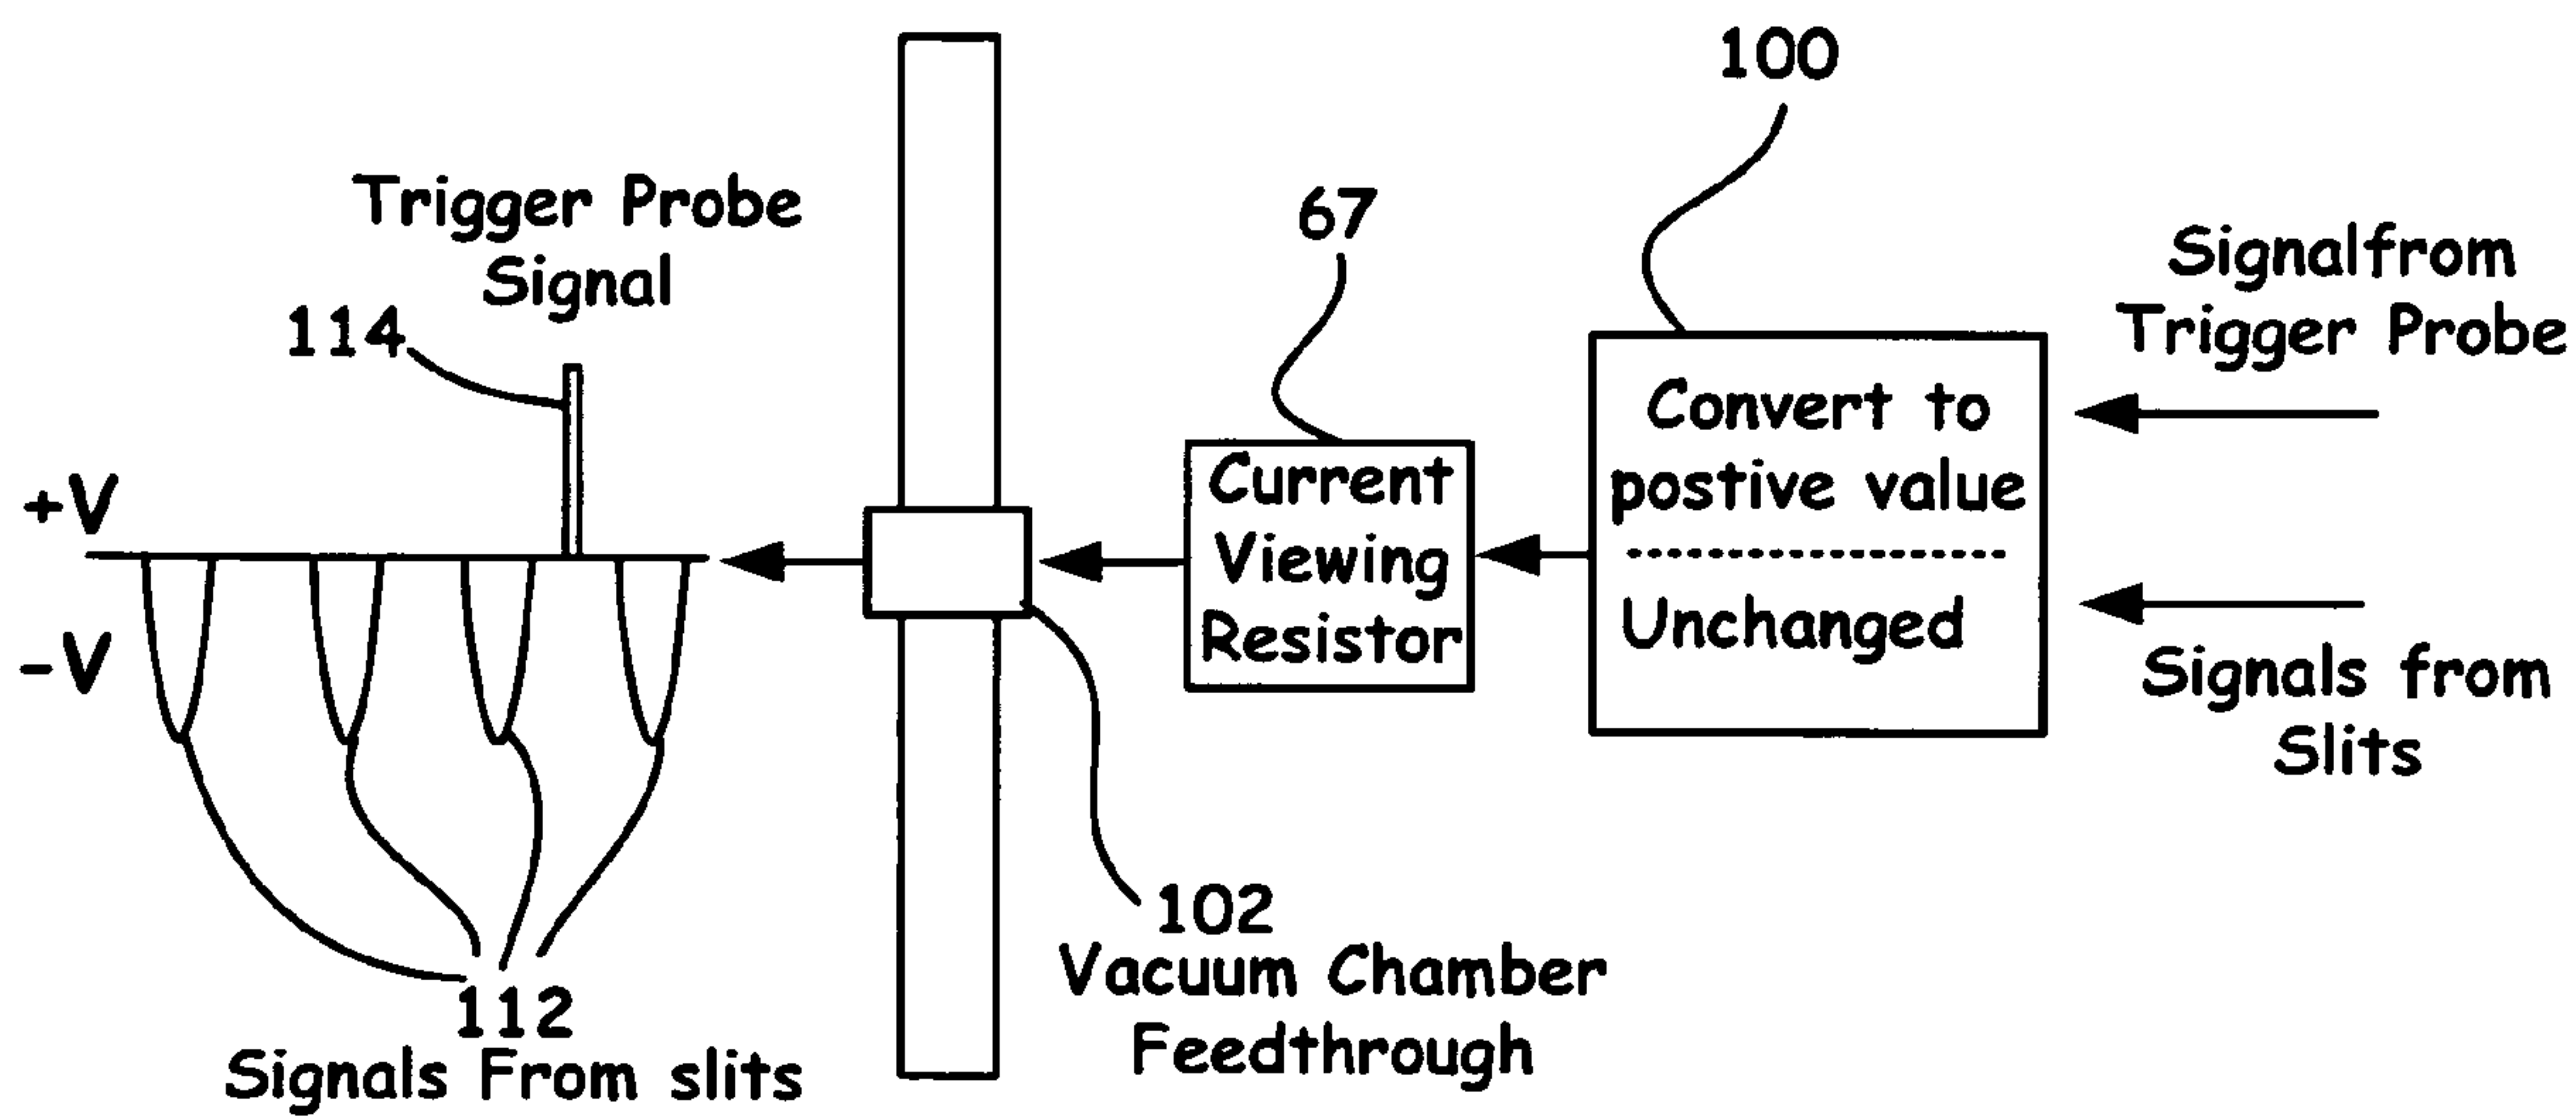 100
67
Trigger Probe
Signal
114
Signalfrom
Trigger Probe
Convert to
postive value
Unchanged
Current
Viewing
Resistor
+V
-V
Signals from
Slits
102
Vacuum Chamber
Feedthrough
112
Signals From slits